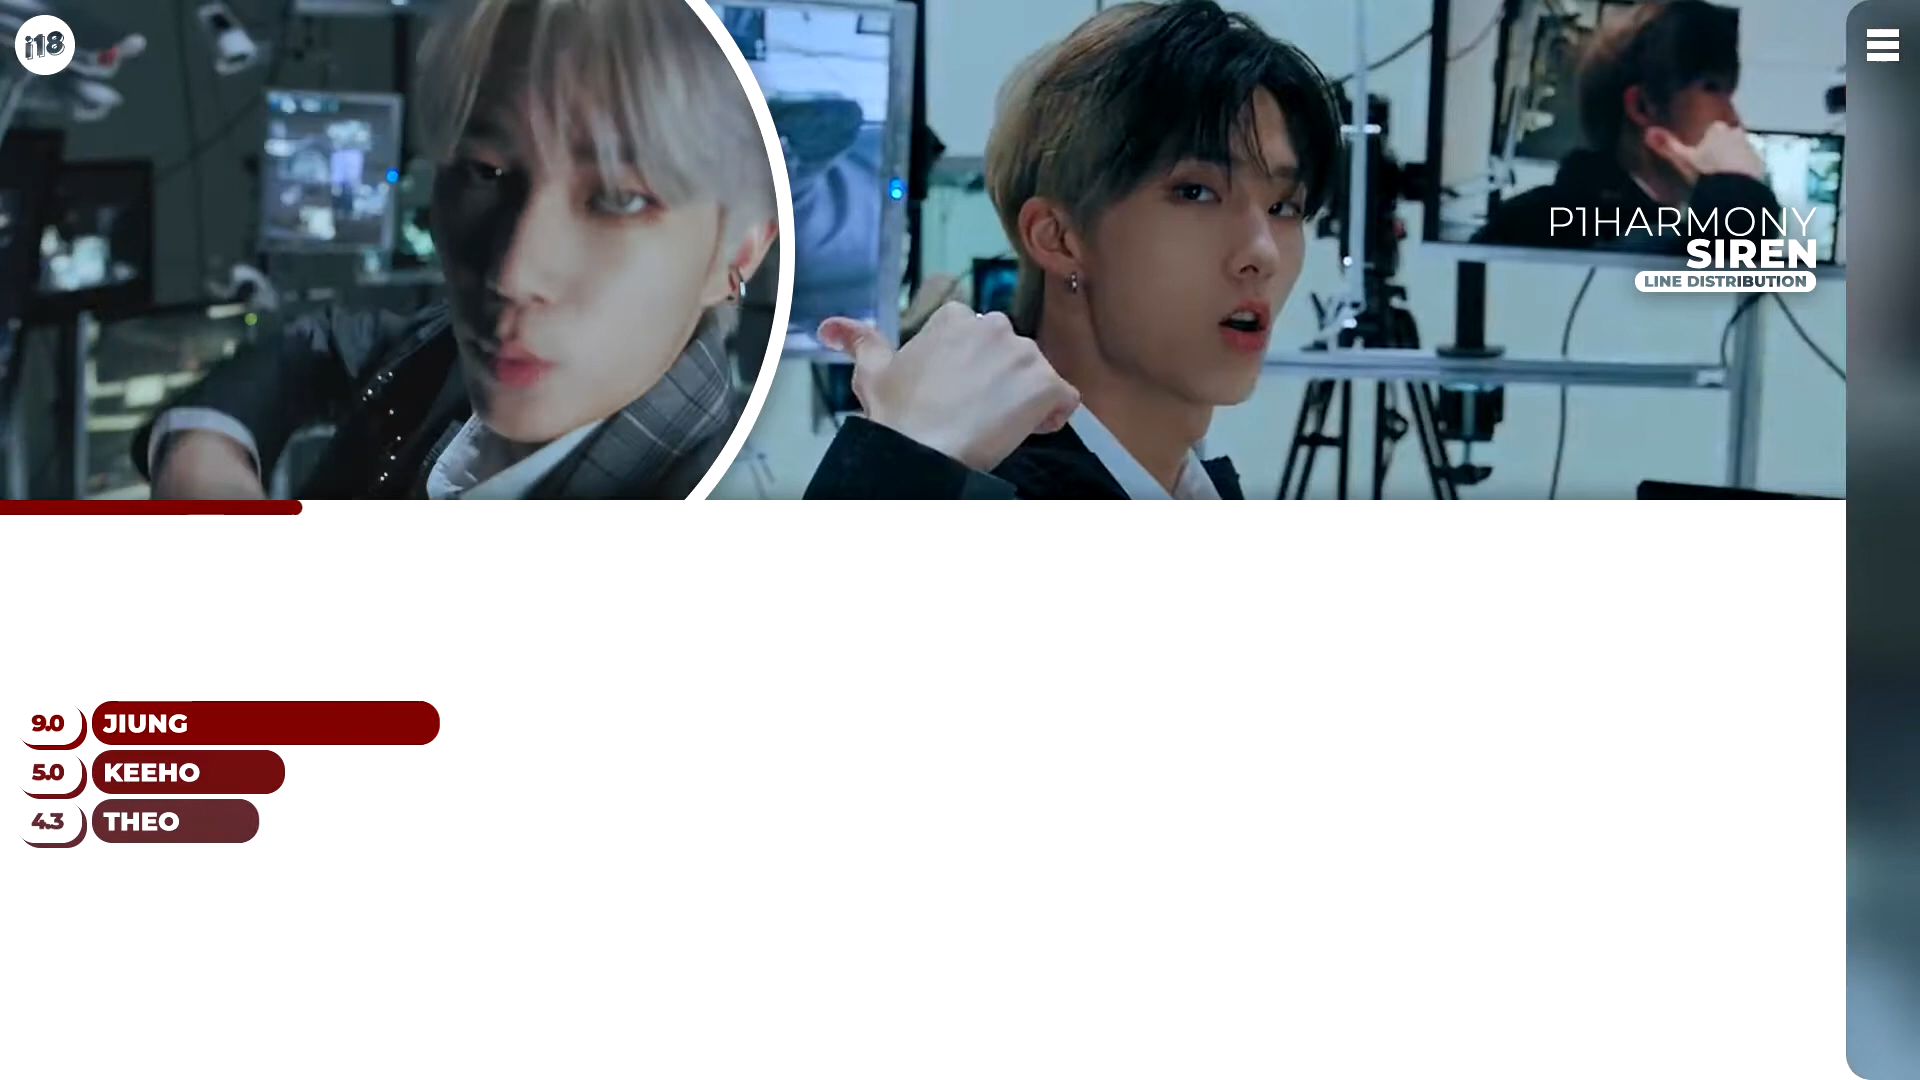 i18
P1HARMONY
SIREN
LINE DISTRIBUTION
9.0 JIUNG
5.0 KEEHO
4.3 THEO